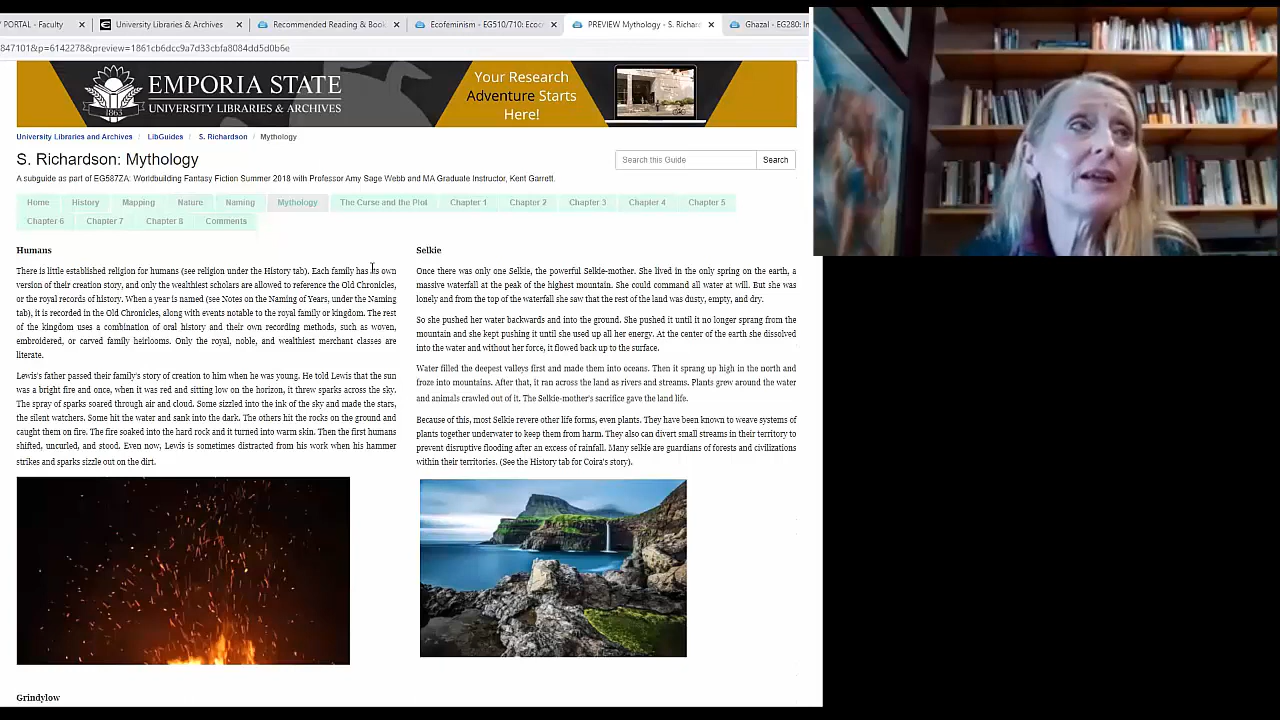 PORTAL - Faculty
University Libraries & Archives
Recommended Reading & Book
Ecofeminism - EG510/710: Ecocr
PREVIEW Mythology - S. Richar
Ghazal - EG280: In
847101&p=6142278&preview=1861cb6dcc9a7d33cbfa8084dd5d0b6e
EMPORIA STATE
UNIVERSITY LIBRARIES & ARCHIVES
1863
Your Research
Adventure Starts
Here!
University Libraries and Archives / LibGuides / S. Richardson / Mythology
S. Richardson: Mythology
Search this Guide
Search
A subguide as part of EG587ZA: Worldbuilding Fantasy Fiction Summer 2018 with Professor Amy Sage Webb and MA Graduate Instructor, Kent Garrett.
Home History Mapping Nature Naming Mythology The Curse and the Plot Chapter 1 Chapter 2 Chapter 3 Chapter 4 Chapter 5
Chapter 6 Chapter 7 Chapter 8 Comments
Humans
There is little established religion for humans (see religion under the History tab). Each family has its own
version of their creation story, and only the wealthiest scholars are allowed to reference the Old Chronicles,
or the royal records of history. When a year is named (see Notes on the Naming of Years, under the Naming
tab), it is recorded in the Old Chronicles, along with events notable to the royal family or kingdom. The rest
of the kingdom uses a combination of oral history and their own recording methods, such as woven,
embroidered, or carved family heirlooms. Only the royal, noble, and wealthiest merchant classes are
literate.
Lewis's father passed their family's story of creation to him when he was young. He told Lewis that the sun
was a bright fire and once, when it was red and sitting low on the horizon, it threw sparks across the sky.
The spray of sparks soared through air and cloud. Some sizzled into the ink of the sky and made the stars,
the silent watchers. Some hit the water and sank into the dark. The others hit the rocks on the ground and
caught them on fire. The fire soaked into the hard rock and it turned into warm skin. Then the first humans
shifted, uncurled, and stood. Even now, Lewis is sometimes distracted from his work when his hammer
strikes and sparks sizzle out on the dirt.
Selkie
Once there was only one Selkie, the powerful Selkie-mother. She lived in the only spring on the earth, a
massive waterfall at the peak of the highest mountain. She could command all water at will. But she was
lonely and from the top of the waterfall she saw that the rest of the land was dusty, empty, and dry.
So she pushed her water backwards and into the ground. She pushed it until it no longer sprang from the
mountain and she kept pushing it until she used up all her energy. At the center of the earth she dissolved
into the water and without her force, it flowed back up to the surface.
Water filled the deepest valleys first and made them into oceans. Then it sprang up high in the north and
froze into mountains. After that, it ran across the land as rivers and streams. Plants grew around the water
and animals crawled out of it. The Selkie-mother's sacrifice gave the land life.
Because of this, most Selkie revere other life forms, even plants. They have been known to weave systems of
plants together underwater to keep them from harm. They also can divert small streams in their territory to
prevent disruptive flooding after an excess of rainfall. Many selkie are guardians of forests and civilizations
within their territories. (See the History tab for Coira's story).
Grindylow